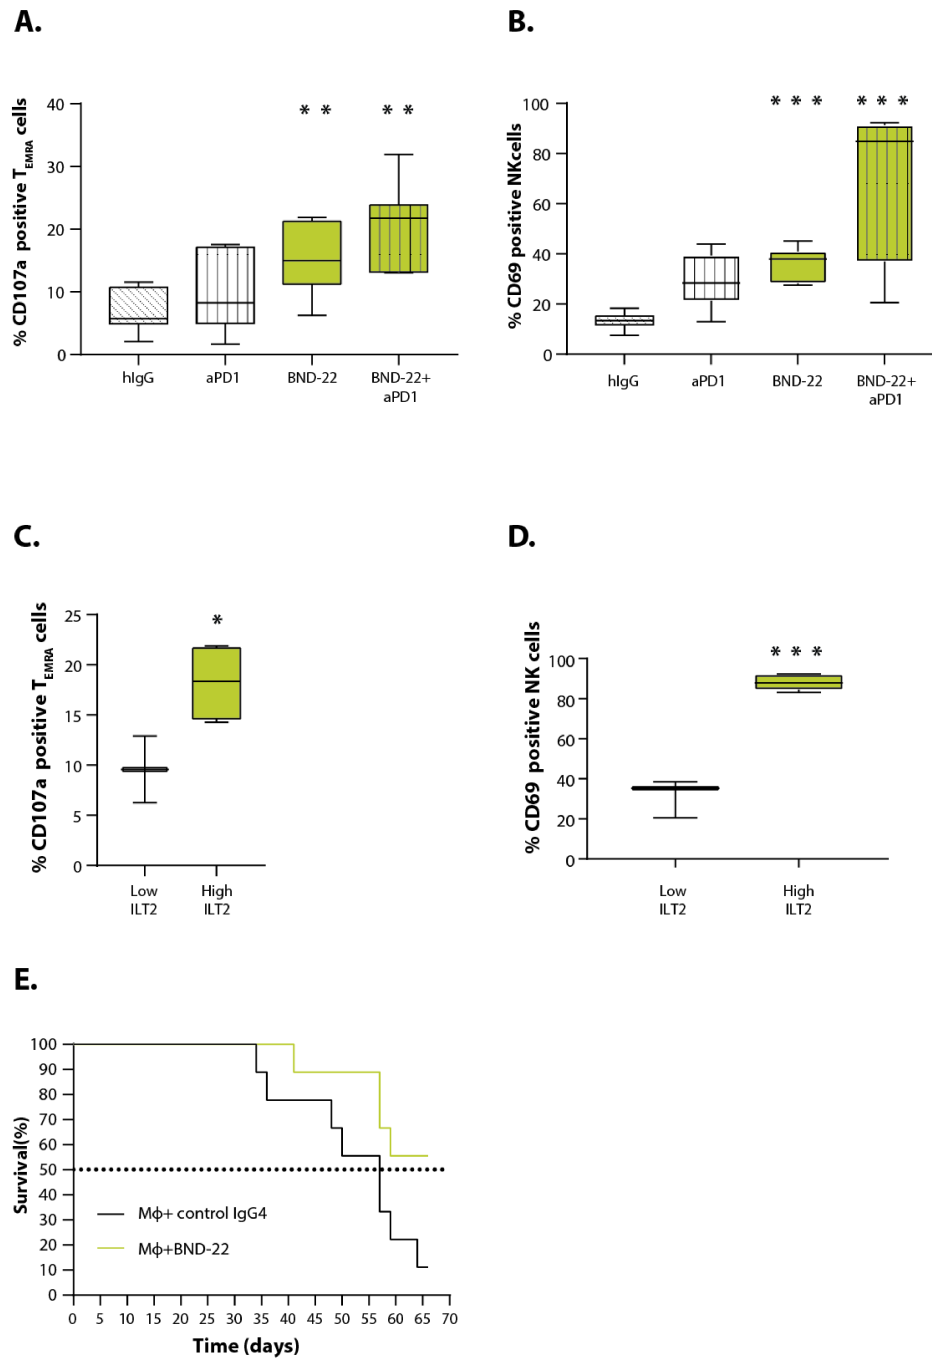 A.
% CD107a positive TEMRA cells
40
30
20
10
0
* *
* *
hIgG
aPD1
BND-22
BND-22+
aPD1
B.
% CD69 positive NKcells
100
80
60
40
20
0
* * *
* * *
hIgG
aPD1
BND-22
BND-22+
aPD1
C.
% CD107a positive TEMRA cells
25
20
15
10
5
0
*
Low
ILT2
High
ILT2
D.
% CD69 positive NK cells
100
80
60
40
20
0
* * *
Low
ILT2
High
ILT2
E.
Survival(%)
100
90
80
70
60
50
40
30
20
10
0
Mϕ+ control IgG4
Mϕ+BND-22
0 5 10 15 20 25 30 35 40 45 50 55 60 65 70
Time (days)